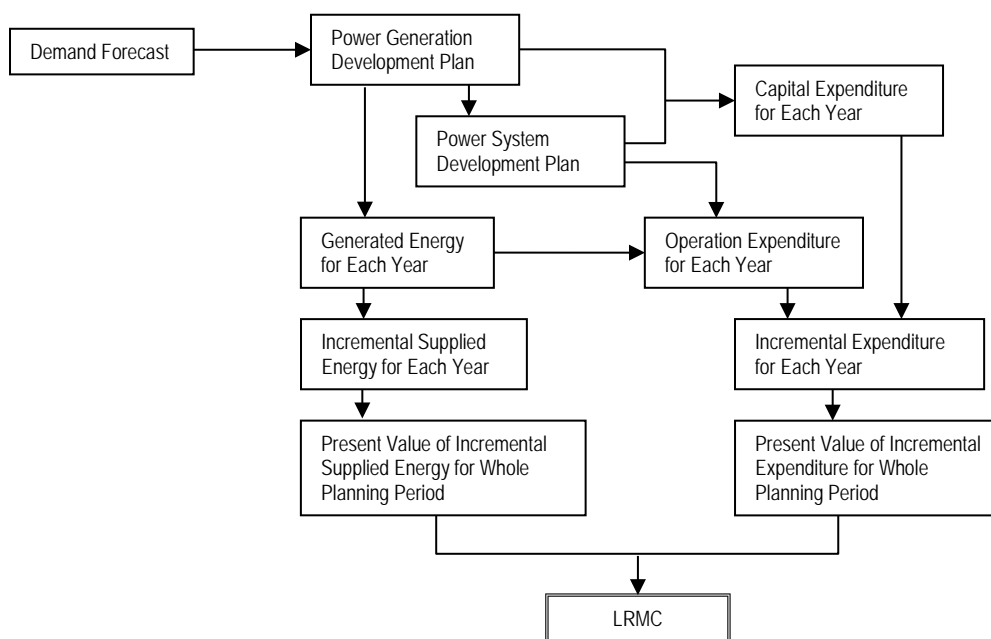 Demand Forecast
Power Generation
Development Plan
Capital Expenditure
for Each Year
Power System
Development Plan
Generated Energy
for Each Year
Operation Expenditure
for Each Year
Incremental Supplied
Energy for Each Year
Incremental Expenditure
for Each Year
Present Value of Incremental
Supplied Energy for Whole
Planning Period
Present Value of Incremental
Expenditure for Whole
Planning Period
LRMC